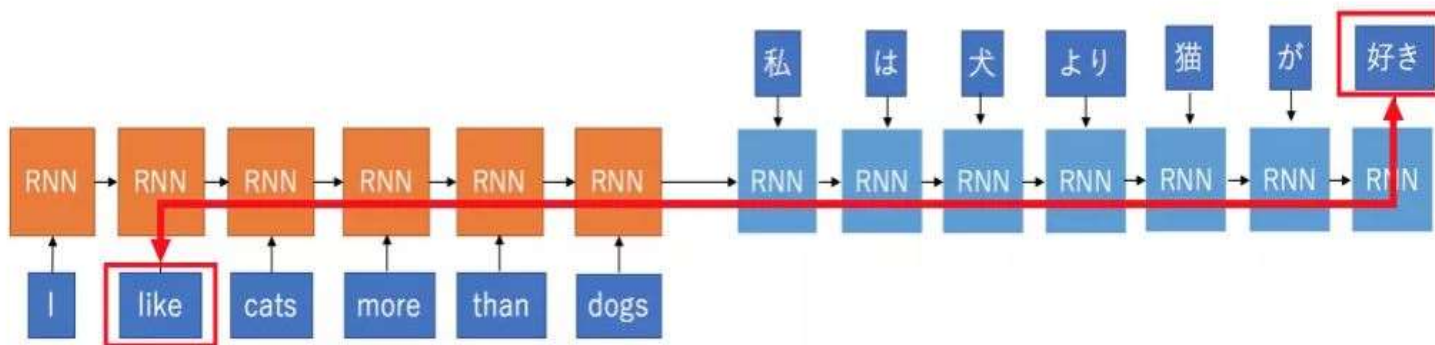 私 は 犬 より 猫 が 好き
RNN RNN RNN RNN RNN RNN RNN RNN RNN RNN RNN RNN RNN
I like cats more than dogs